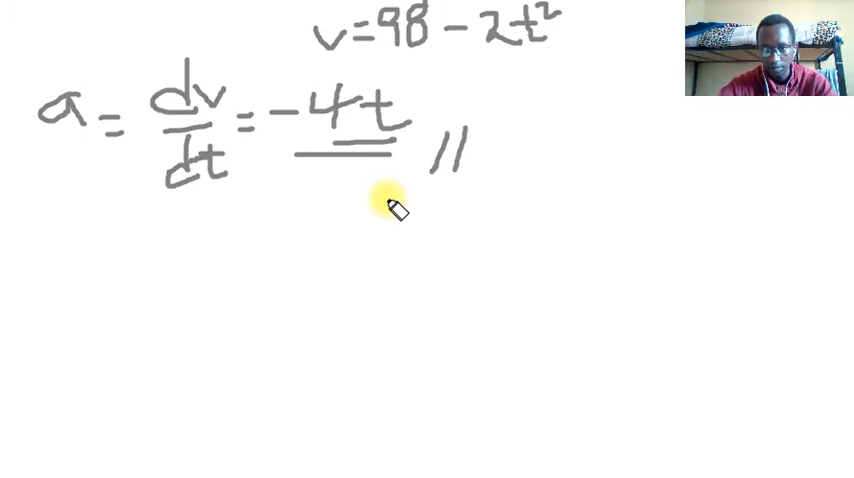 v=98-2t²
a = dv/dt = -4t //